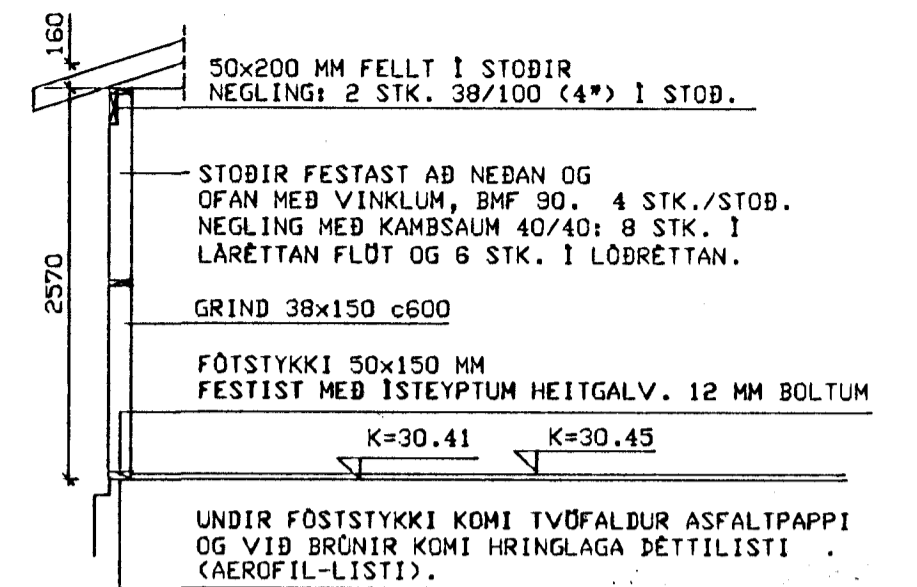 160
50x200 MM FELLT Í STOÐIR
NEGLING: 2 STK. 38/100 (4") Í STOÐ.
STOÐIR FESTAST AÐ NEÐAN OG
OFAN MEÐ VINKLUM, BMF 90. 4 STK./STOÐ.
NEGLING MEÐ KAMBSAUM 40/40: 8 STK. Í
LÁRÉTTAN FLÖT OG 6 STK. Í LÓÐRÉTTAN.
2570
GRIND 38x150 c600
FÓTSTYKKI 50x150 MM
FESTIST MEÐ ÍSTEYPTUM HEITGALV. 12 MM BOLTUM
K=30.41
K=30.45
UNDIR FÓSTSTYKKI KOMI TVÖFALDUR ASFALTPAPPI
OG VIÐ BRÚNIR KOMI HRINGLAGA ÞÉTTILISTI .
(AEROFIL-LISTI).